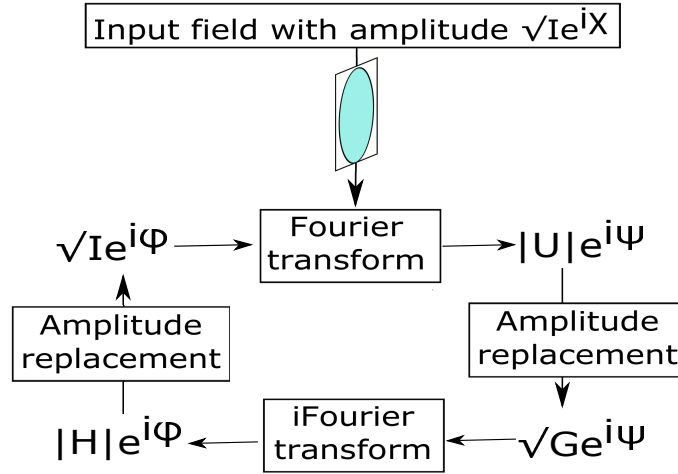 Input field with amplitude √Ie^iX
Fourier
transform
√Ie^iφ
|U|e^iψ
Amplitude
replacement
Amplitude
replacement
iFourier
transform
|H|e^iφ
√Ge^iψ